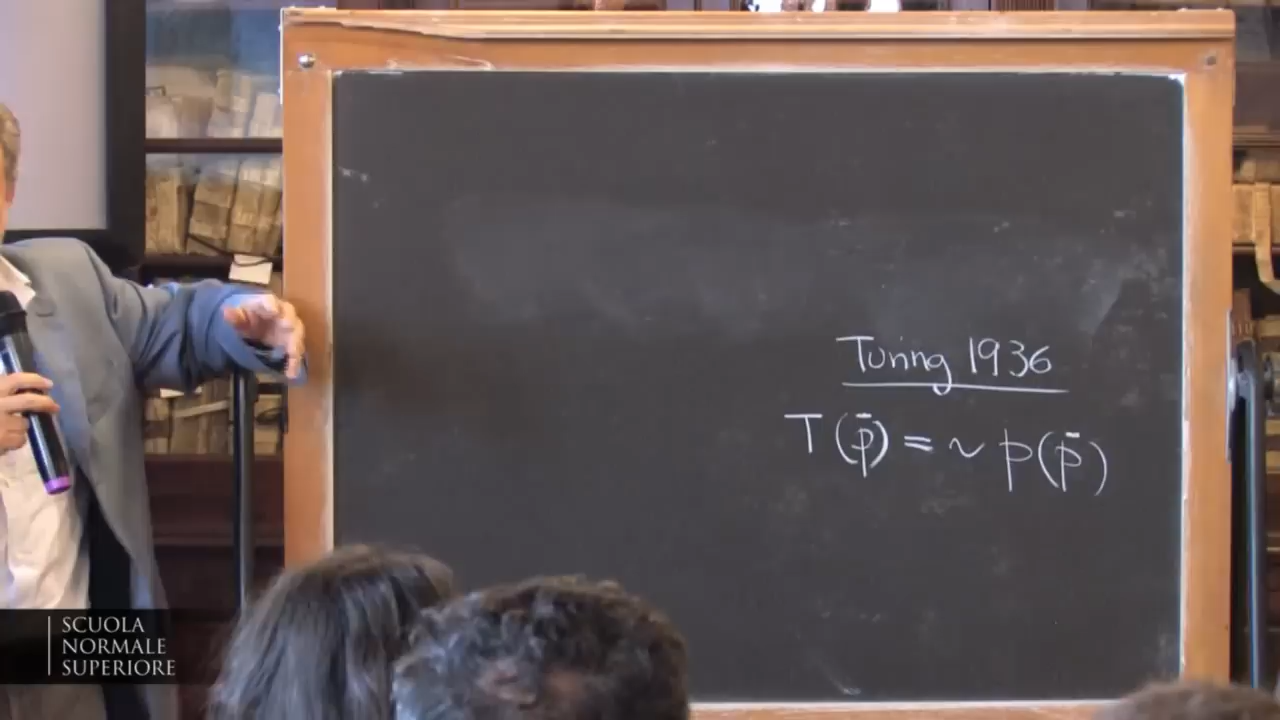 Turing 1936
T(p̄) = ~ p(p̄)
SCUOLA
NORMALE
SUPERIORE